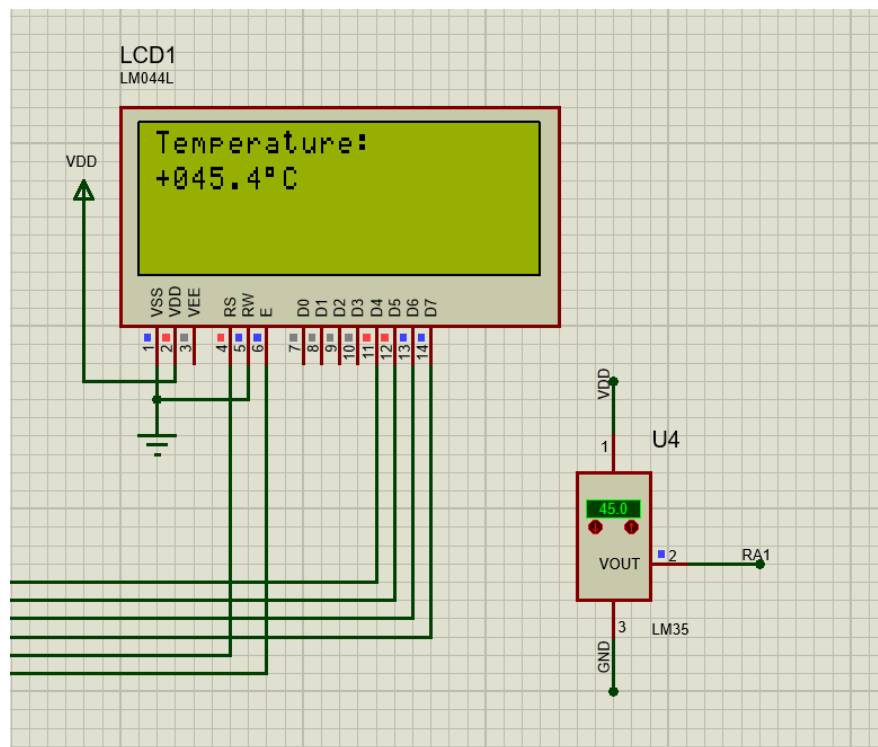 LCD1
LM044L
Temperature:
+045.4°C
VDD
VSS
VDD
VEE
RS
RW
E
D0
D1
D2
D3
D4
D5
D6
D7
1
2
3
4
5
6
7
8
9
10
11
12
13
14
VDD
1
U4
45.0
VOUT
2
RA1
3
LM35
GND